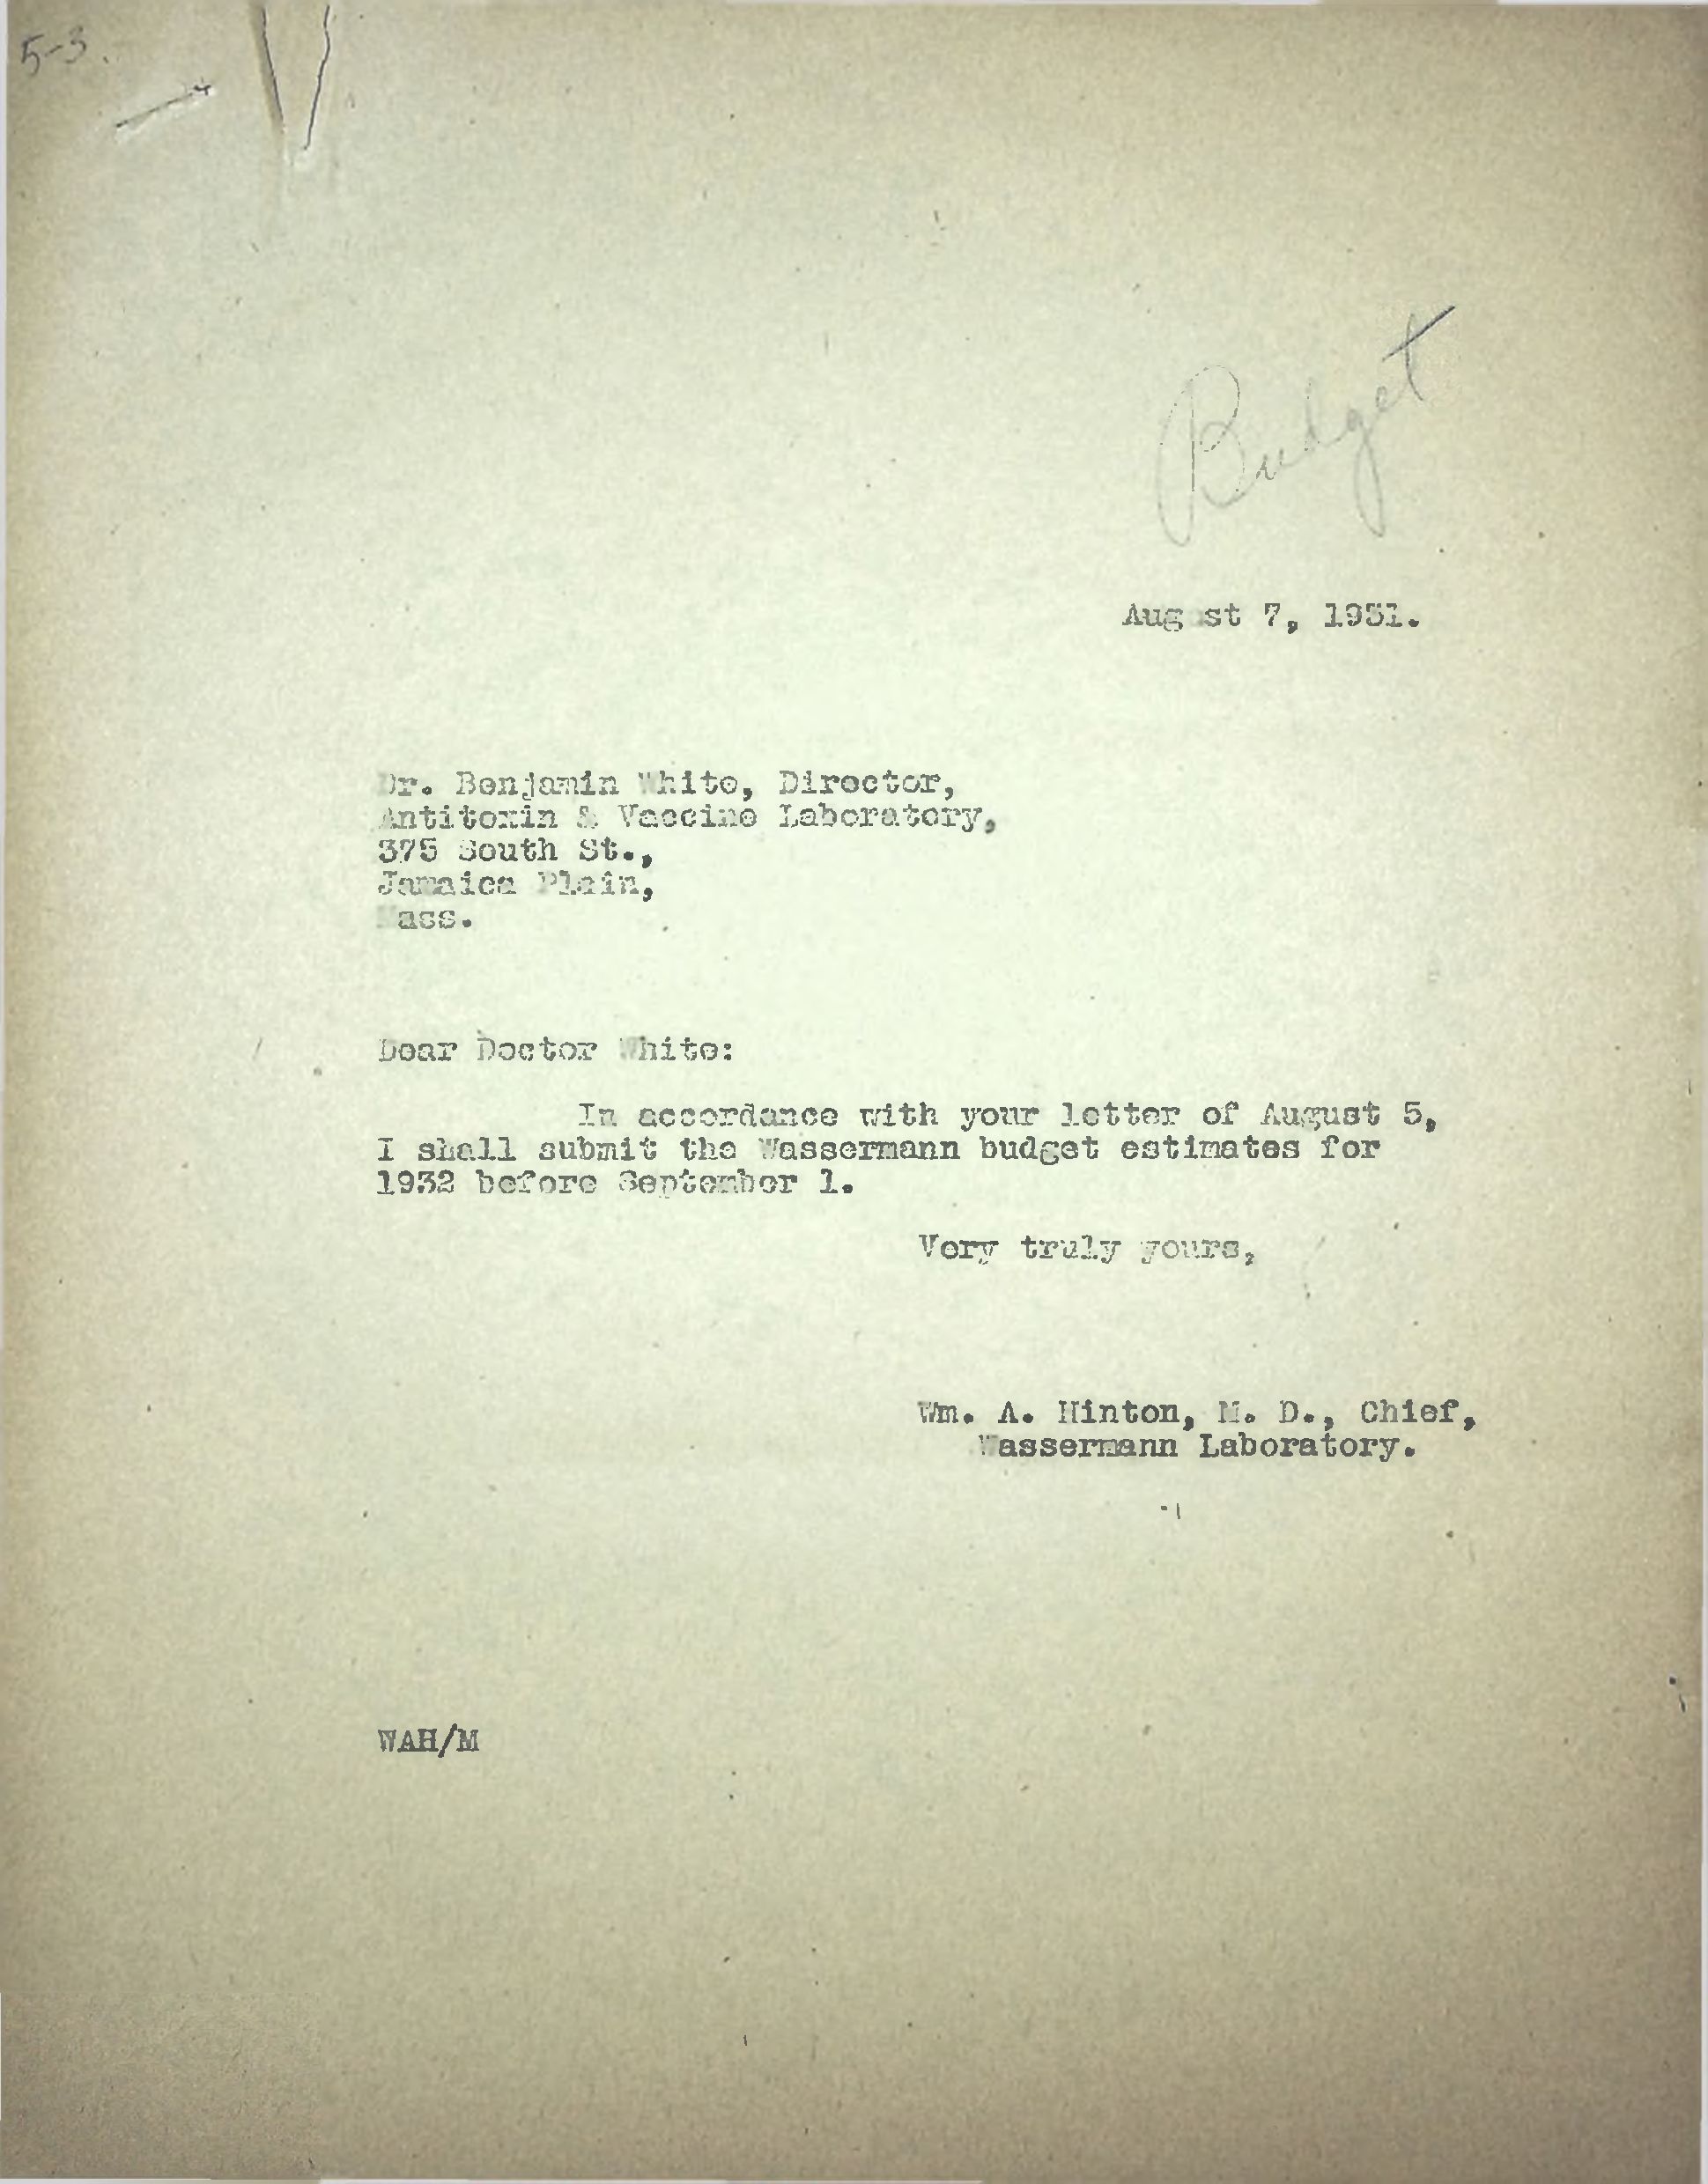 5-3.
Budget
August 7, 1931.
Dr. Benjamin White, Director,
Antitoxin & Vaccine Laboratory,
375 South St.,
Jamaica Plain,
Mass.
Dear Doctor White:
In accordance with your letter of August 5,
I shall submit the Wassermann budget estimates for
1932 before September 1.
Very truly yours,
Wm. A. Hinton, M. D., Chief,
Wassermann Laboratory.
WAH/M